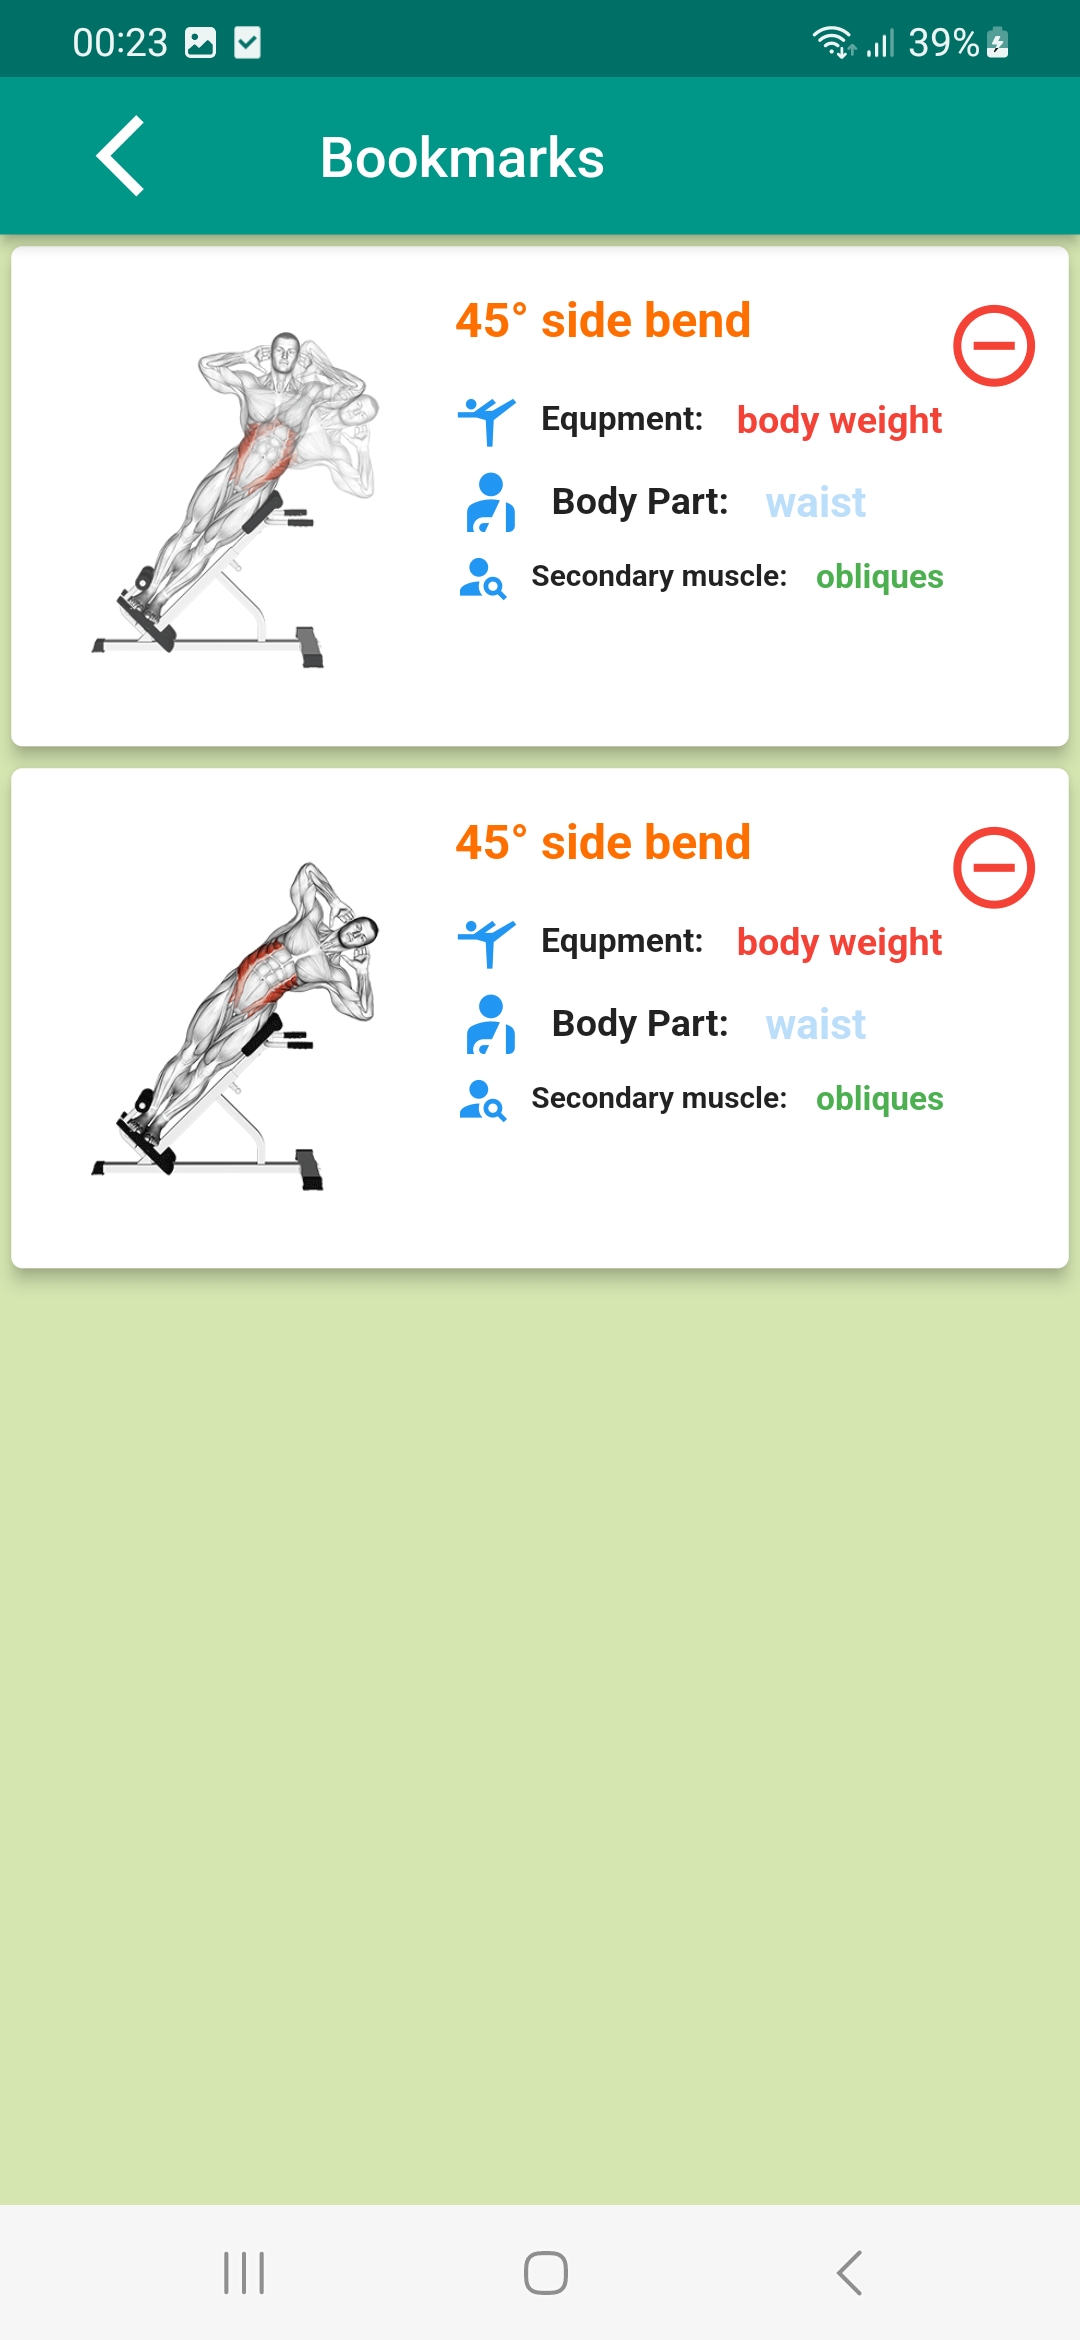 00:23 39%
Bookmarks
45° side bend
Equpment: body weight
Body Part: waist
Secondary muscle: obliques
45° side bend
Equpment: body weight
Body Part: waist
Secondary muscle: obliques